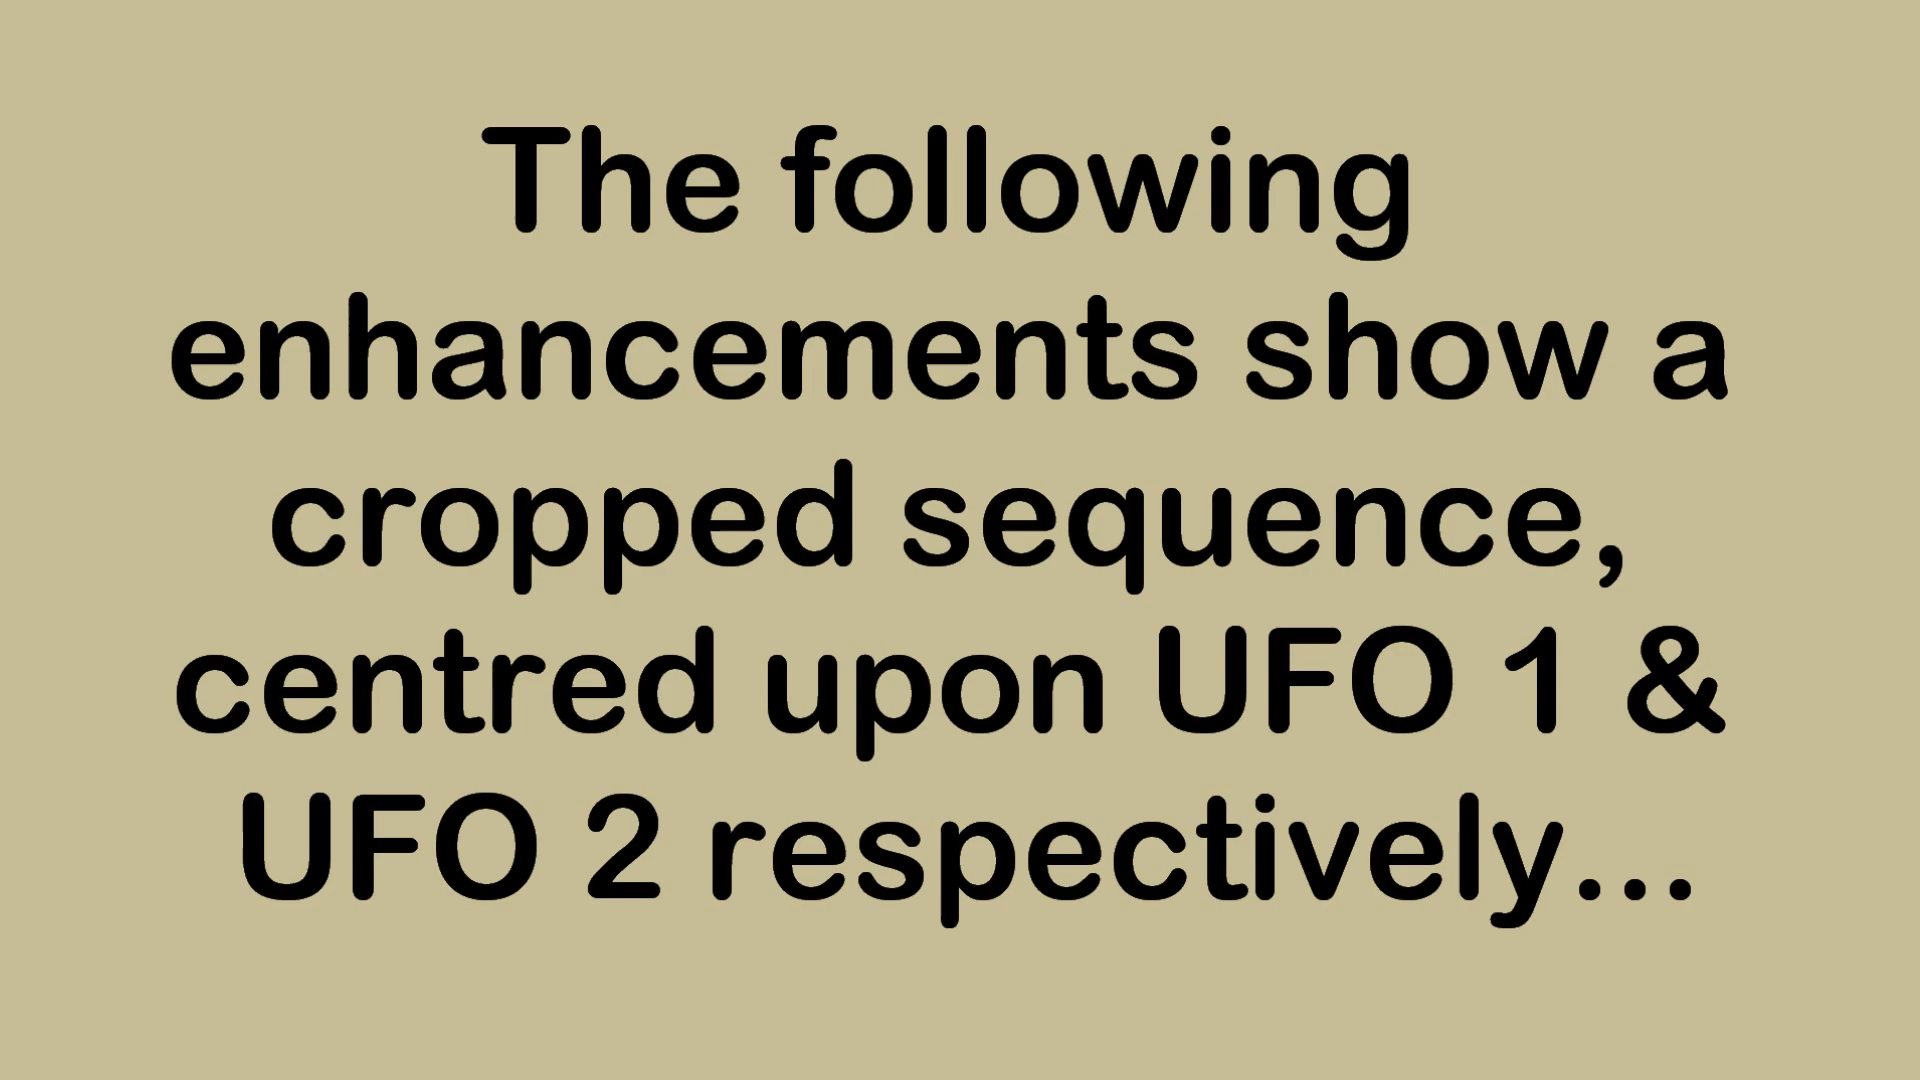 The following
enhancements show a
cropped sequence,
centred upon UFO 1 &
UFO 2 respectively...